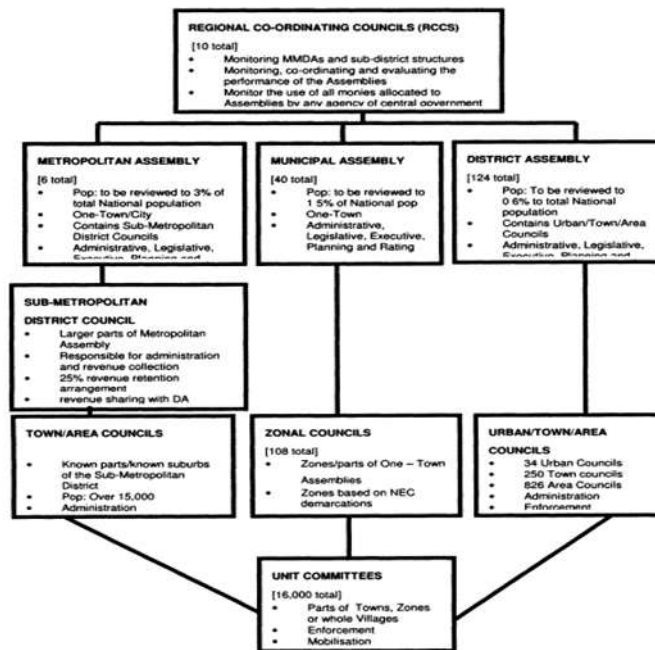 REGIONAL CO-ORDINATING COUNCILS (RCCS)
[10 total]
• Monitoring MMDAs and sub-district structures
• Monitoring, co-ordinating and evaluating the
performance of the Assemblies
• Monitor the use of all monies allocated to
Assemblies by any agency of central government
METROPOLITAN ASSEMBLY
[6 total]
• Pop: to be reviewed to 3% of
total National population
• One-Town/City
• Contains Sub-Metropolitan
District Councils
• Administrative, Legislative,
Executive, Planning and
MUNICIPAL ASSEMBLY
[40 total]
• Pop: to be reviewed to
1 5% of National pop
• One-Town
• Administrative,
Legislative, Executive,
Planning and Rating
DISTRICT ASSEMBLY
[124 total]
• Pop: To be reviewed to
0 6% to total National
population
• Contains Urban/Town/Area
Councils
• Administrative, Legislative,
Executive, Planning and
SUB-METROPOLITAN
DISTRICT COUNCIL
• Larger parts of Metropolitan
Assembly
• Responsible for administration
and revenue collection
• 25% revenue retention
arrangement
• revenue sharing with DA
TOWN/AREA COUNCILS
• Known parts/known suburbs
of the Sub-Metropolitan
District
• Pop: Over 15,000
• Administration
ZONAL COUNCILS
[108 total]
• Zones/parts of One – Town
Assemblies
• Zones based on NEC
demarcations
URBAN/TOWN/AREA
COUNCILS
• 34 Urban Councils
• 250 Town councils
• 826 Area Councils
• Administration
• Enforcement
UNIT COMMITTEES
[16,000 total]
• Parts of Towns, Zones
or whole Villages
• Enforcement
• Mobilisation